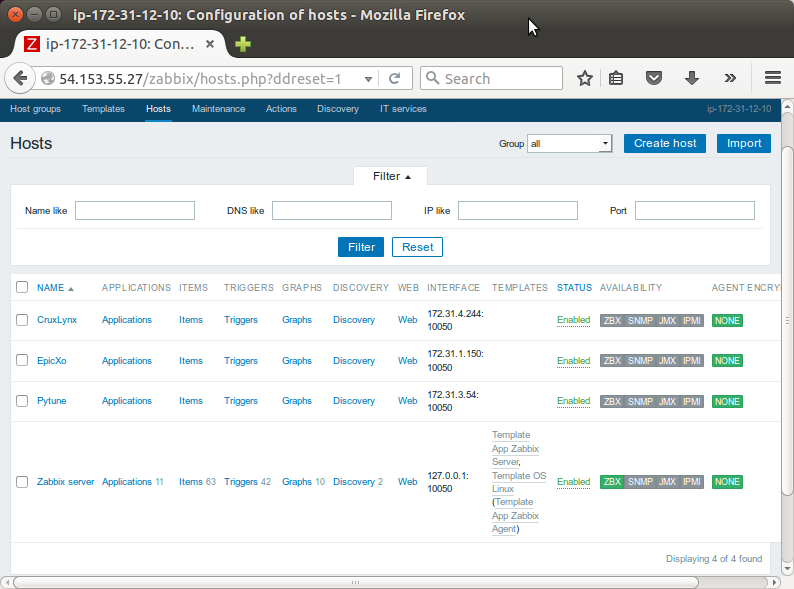 ip-172-31-12-10: Configuration of hosts - Mozilla Firefox
Z ip-172-31-12-10: Con...
54.153.55.27/zabbix/hosts.php?ddreset=1 Search
Host groups Templates Hosts Maintenance Actions Discovery IT services ip-172-31-12-10
Hosts Group all Create host Import
Filter
Name like DNS like IP like Port
Filter Reset
NAME APPLICATIONS ITEMS TRIGGERS GRAPHS DISCOVERY WEB INTERFACE TEMPLATES STATUS AVAILABILITY AGENT ENCRY
CruxLynx Applications Items Triggers Graphs Discovery Web 172.31.4.244: Enabled ZBX SNMP JMX IPMI NONE
10050
EpicXo Applications Items Triggers Graphs Discovery Web 172.31.1.150: Enabled ZBX SNMP JMX IPMI NONE
10050
Pytune Applications Items Triggers Graphs Discovery Web 172.31.3.54: Enabled ZBX SNMP JMX IPMI NONE
10050
Zabbix server Applications 11 Items 63 Triggers 42 Graphs 10 Discovery 2 Web 127.0.0.1:
10050
Template
App Zabbix
Server,
Template OS
Linux
(Template
App Zabbix
Agent)
Enabled ZBX SNMP JMX IPMI NONE
Displaying 4 of 4 found